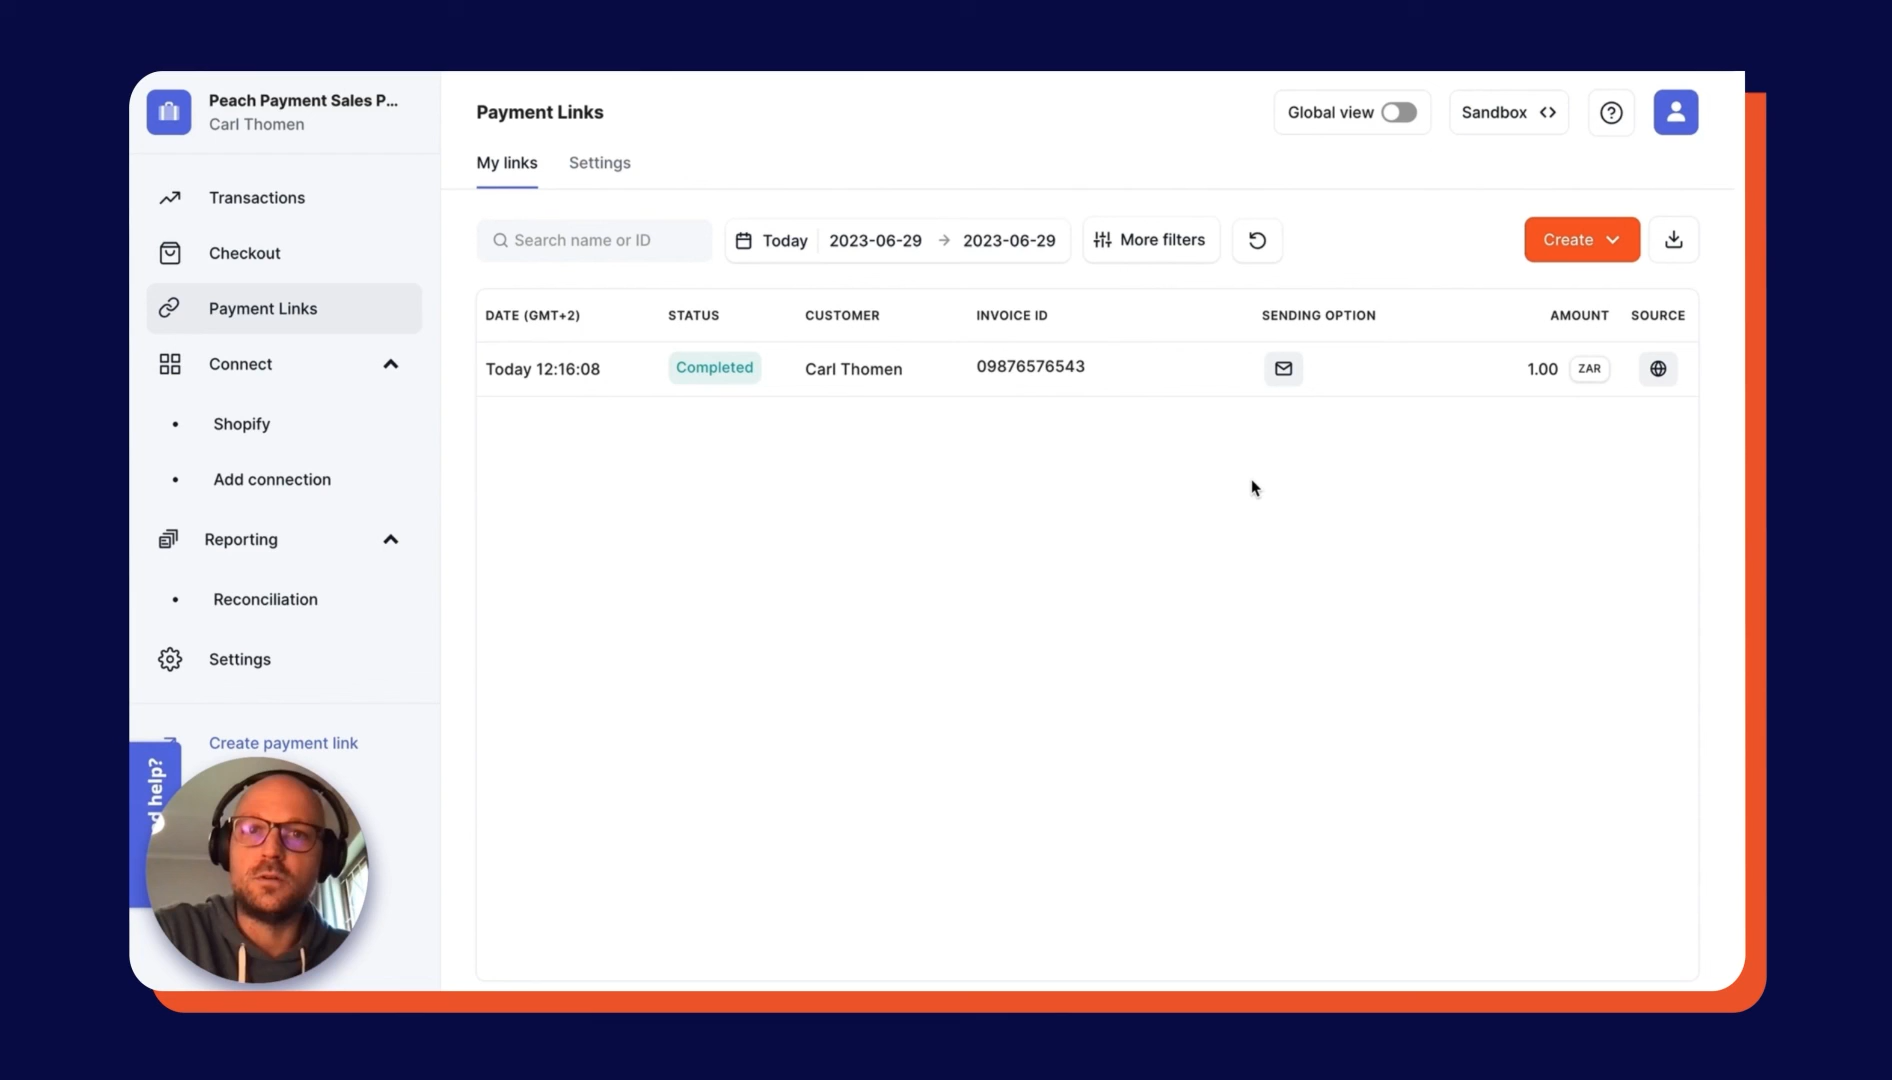 Peach Payment Sales P...
Carl Thomen
Transactions
Checkout
Payment Links
Connect
Shopify
Add connection
Reporting
Reconciliation
Settings
Create payment link
help?
Payment Links
Global view
Sandbox
My links
Settings
Search name or ID
Today 2023-06-29 → 2023-06-29
More filters
Create
DATE (GMT+2) STATUS CUSTOMER INVOICE ID SENDING OPTION AMOUNT SOURCE
Today 12:16:08 Completed Carl Thomen 09876576543 1.00 ZAR